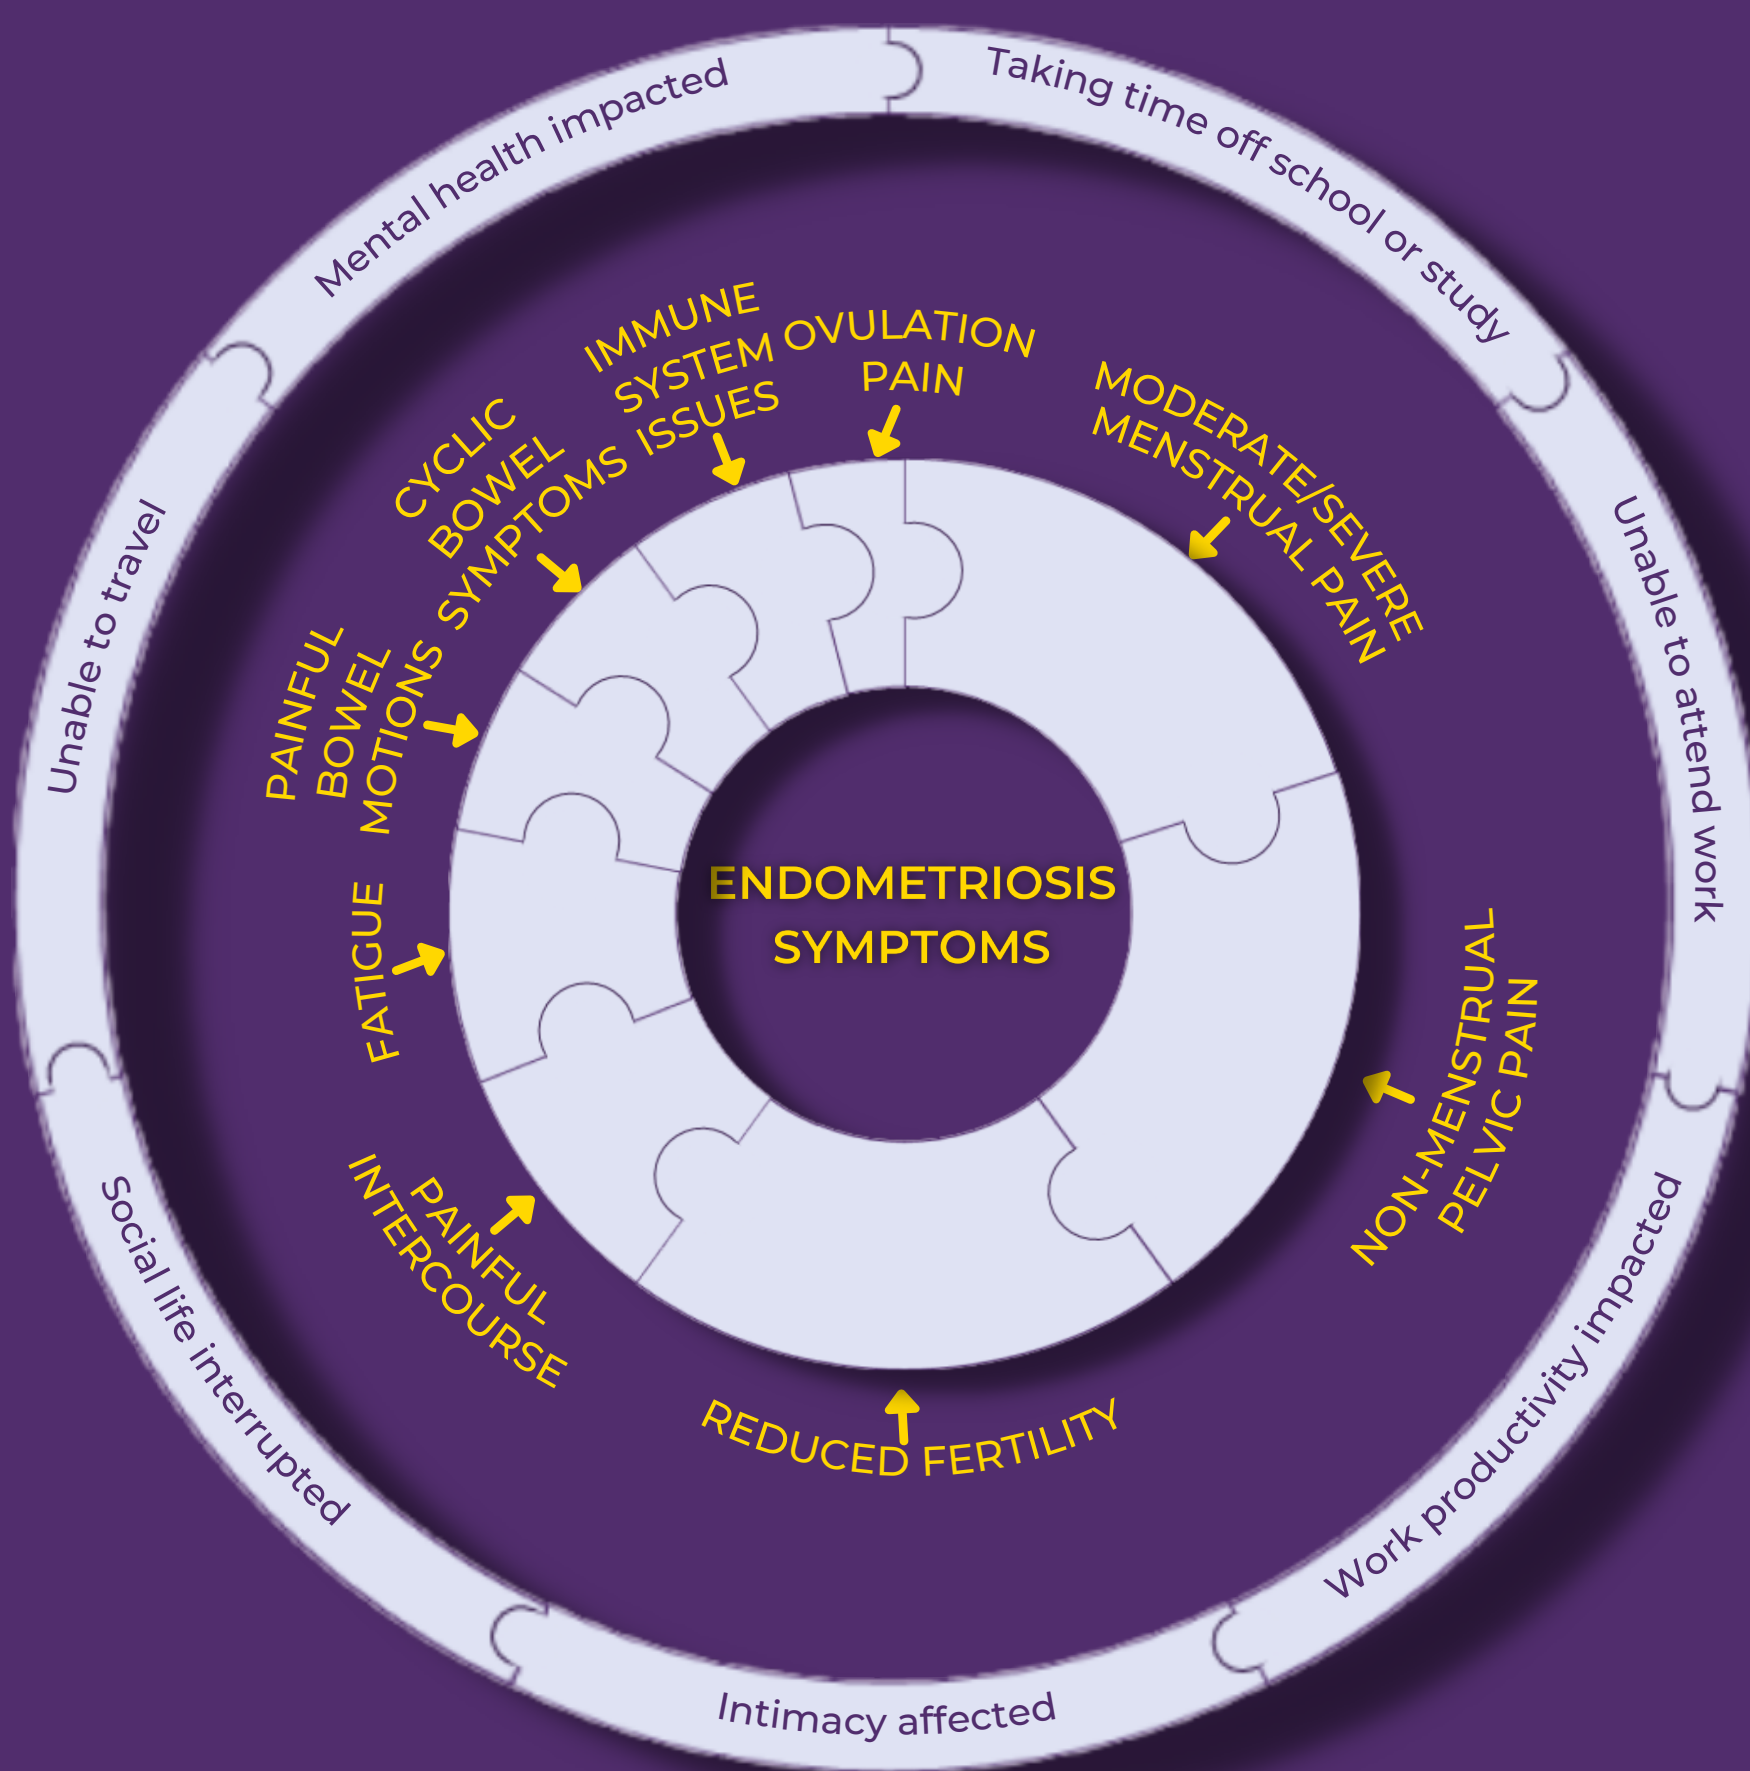 Taking time off school or study
Unable to attend work
Work productivity impacted
Intimacy affected
Social life interrupted
Unable to travel
Mental health impacted
MODERATE/SEVERE
MENSTRUAL PAIN
NON-MENSTRUAL
PELVIC PAIN
REDUCED FERTILITY
PAINFUL
INTERCOURSE
FATIGUE
PAINFUL
BOWEL
MOTIONS
CYCLIC
BOWEL
SYMPTOMS
IMMUNE
SYSTEM
ISSUES
OVULATION
PAIN
ENDOMETRIOSIS
SYMPTOMS